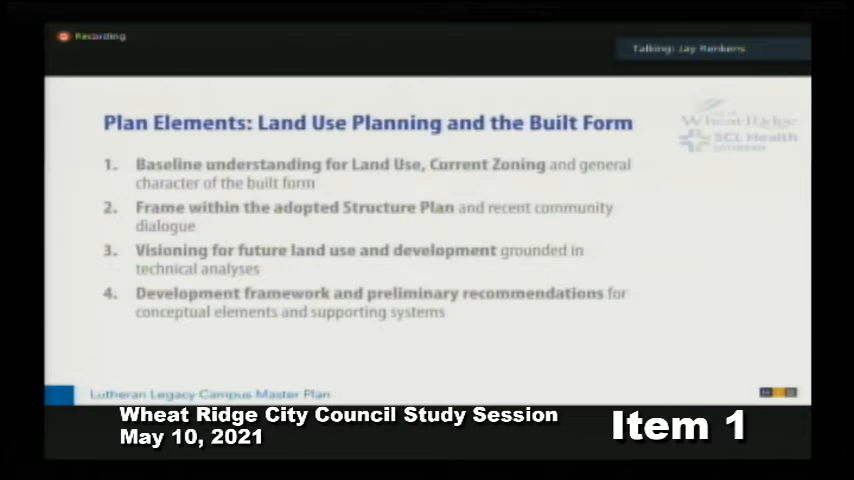 Recording
Talking: Jay Renkens
Wheat Ridge
SCL Health
Plan Elements: Land Use Planning and the Built Form
1. Baseline understanding for Land Use, Current Zoning and general
character of the built form
2. Frame within the adopted Structure Plan and recent community
dialogue
3. Visioning for future land use and development grounded in
technical analyses
4. Development framework and preliminary recommendations for
conceptual elements and supporting systems
Lutheran Legacy Campus Master Plan
Wheat Ridge City Council Study Session
May 10, 2021
Item 1